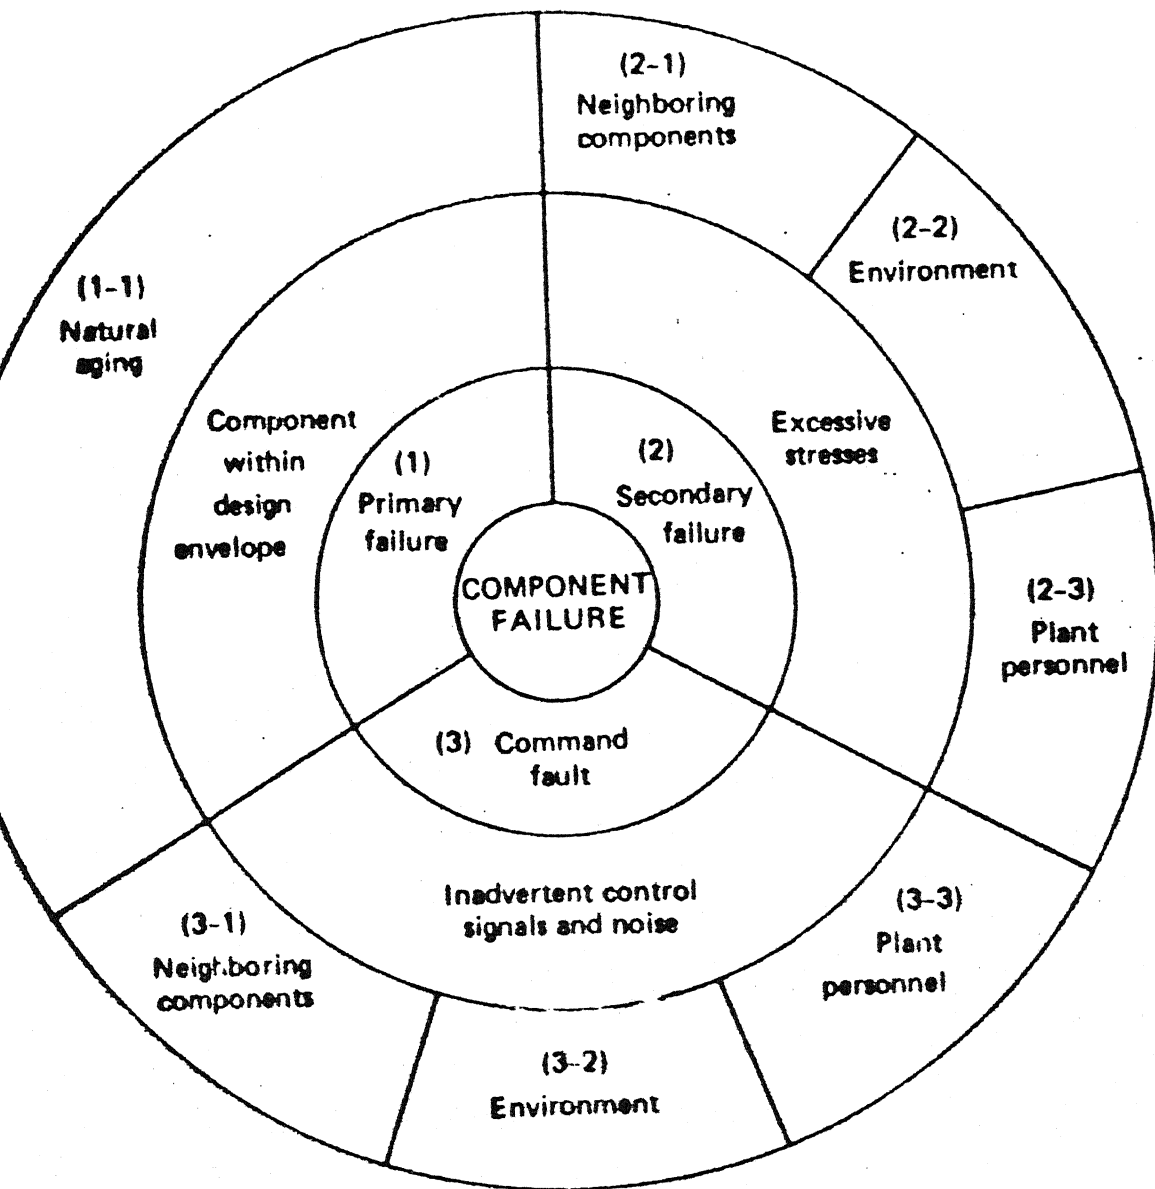 (2-1)
Neighboring
components
(2-2)
Environment
(1-1)
Natural
aging
Component
within
design
envelope
(1)
Primary
failure
(2)
Secondary
failure
Excessive
stresses
COMPONENT
FAILURE
(2-3)
Plant
personnel
(3) Command
fault
Inadvertent control
signals and noise
(3-1)
Neighboring
components
(3-2)
Environment
(3-3)
Plant
personnel